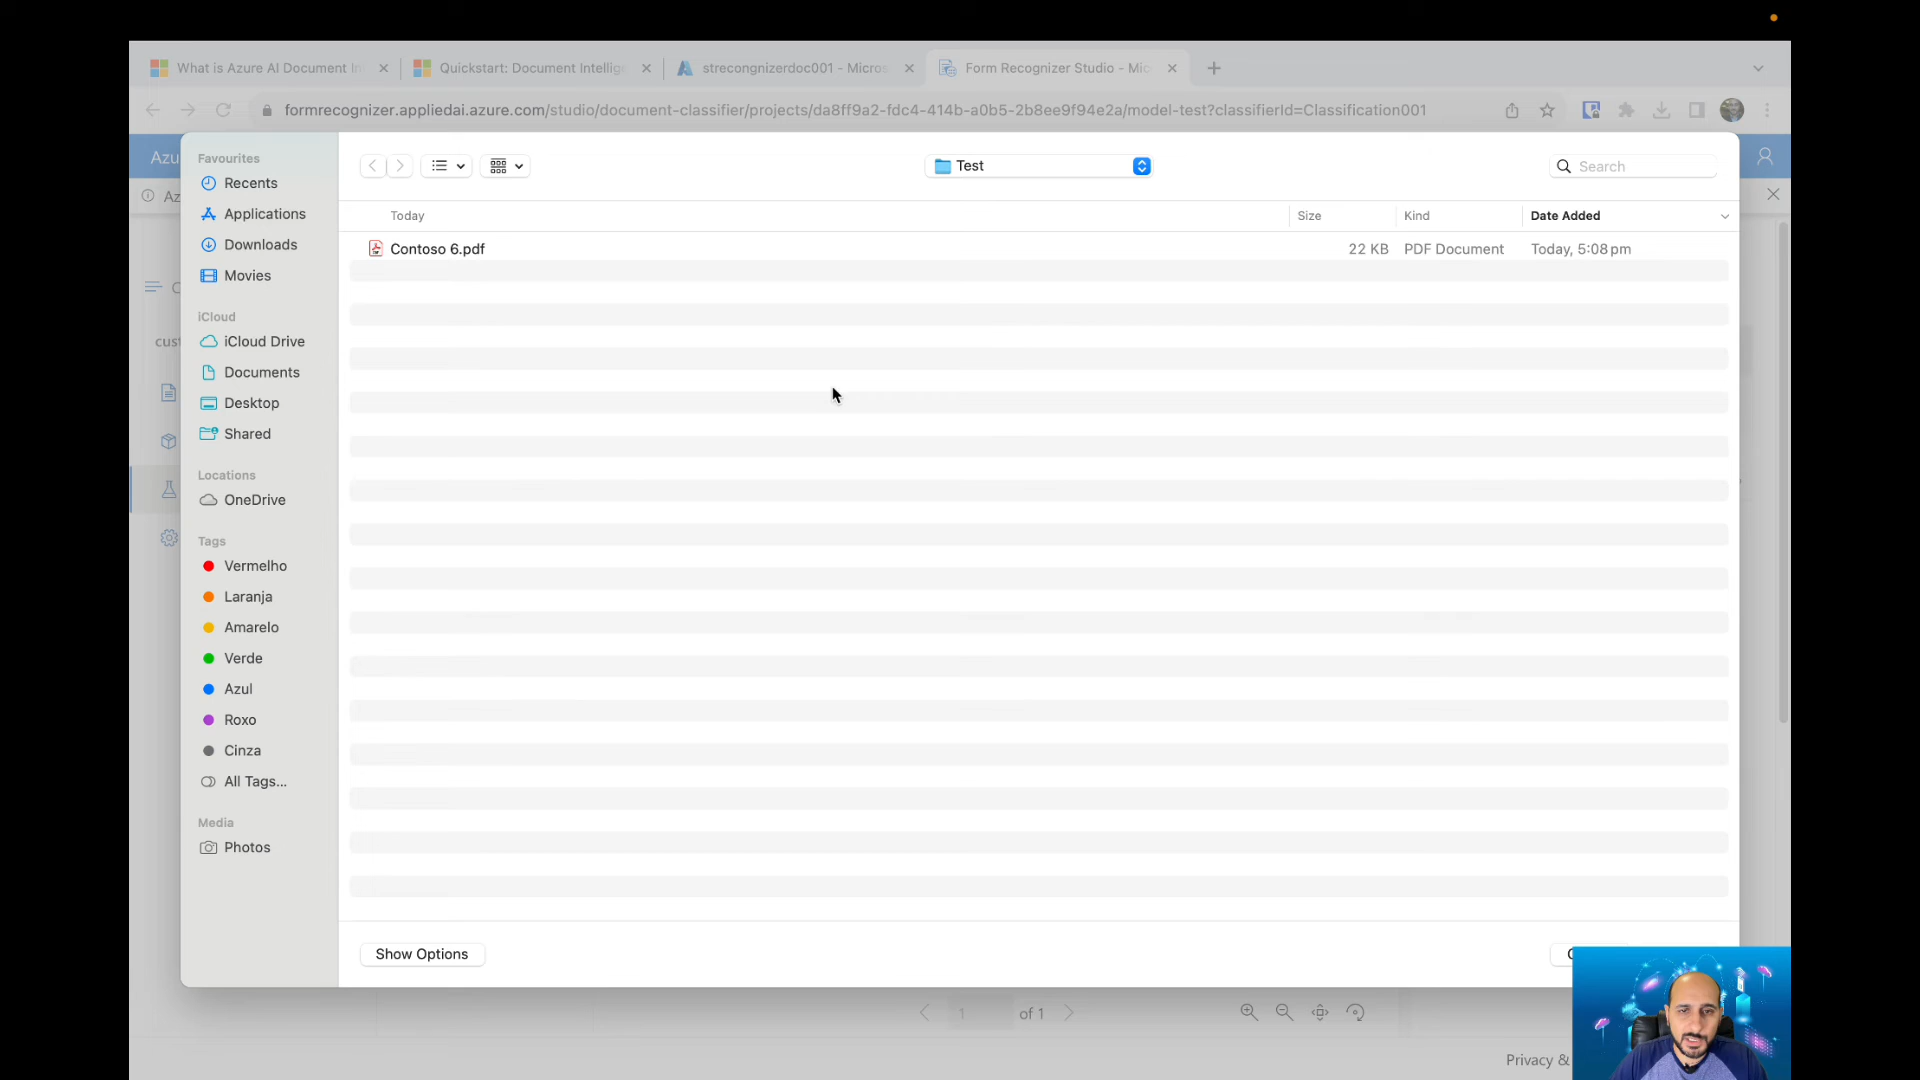 What is Azure AI Document In
Quickstart: Document Intellige
strecongnizerdoc001 - Micros
Form Recognizer Studio - Mic
formrecognizer.appliedai.azure.com/studio/document-classifier/projects/da8ff9a2-fdc4-414b-a0b5-2b8ee9f94e2a/model-test?classifierId=Classification001
Azu
Az
cust
Favourites
Recents
Applications
Downloads
Movies
iCloud
iCloud Drive
Documents
Desktop
Shared
Locations
OneDrive
Tags
Vermelho
Laranja
Amarelo
Verde
Azul
Roxo
Cinza
All Tags...
Media
Photos
Test
Search
Today Size Kind Date Added
Contoso 6.pdf 22 KB PDF Document Today, 5:08 pm
Show Options
1 of 1
Privacy &